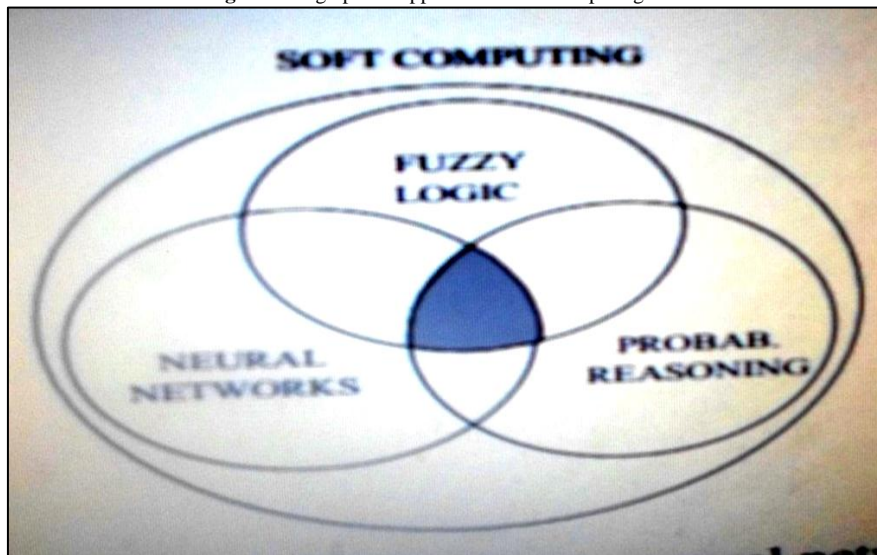 SOFT COMPUTING
FUZZY
LOGIC
NEURAL
NETWORKS
PROBAB.
REASONING